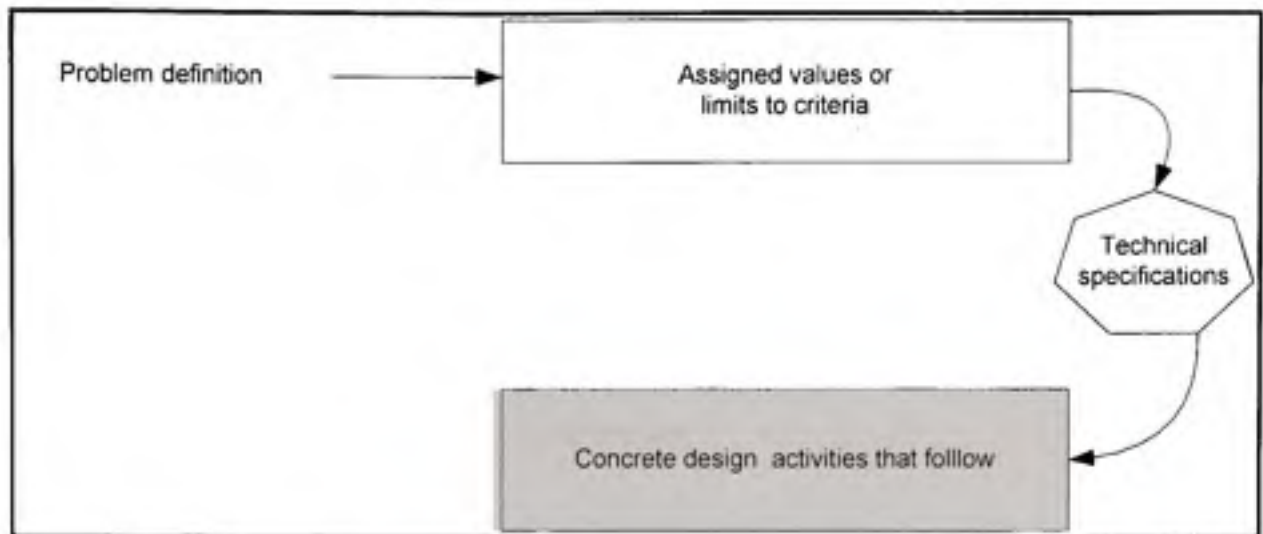 Problem definition
Assigned values or
limits to criteria
Technical
specifications
Concrete design activities that folllow